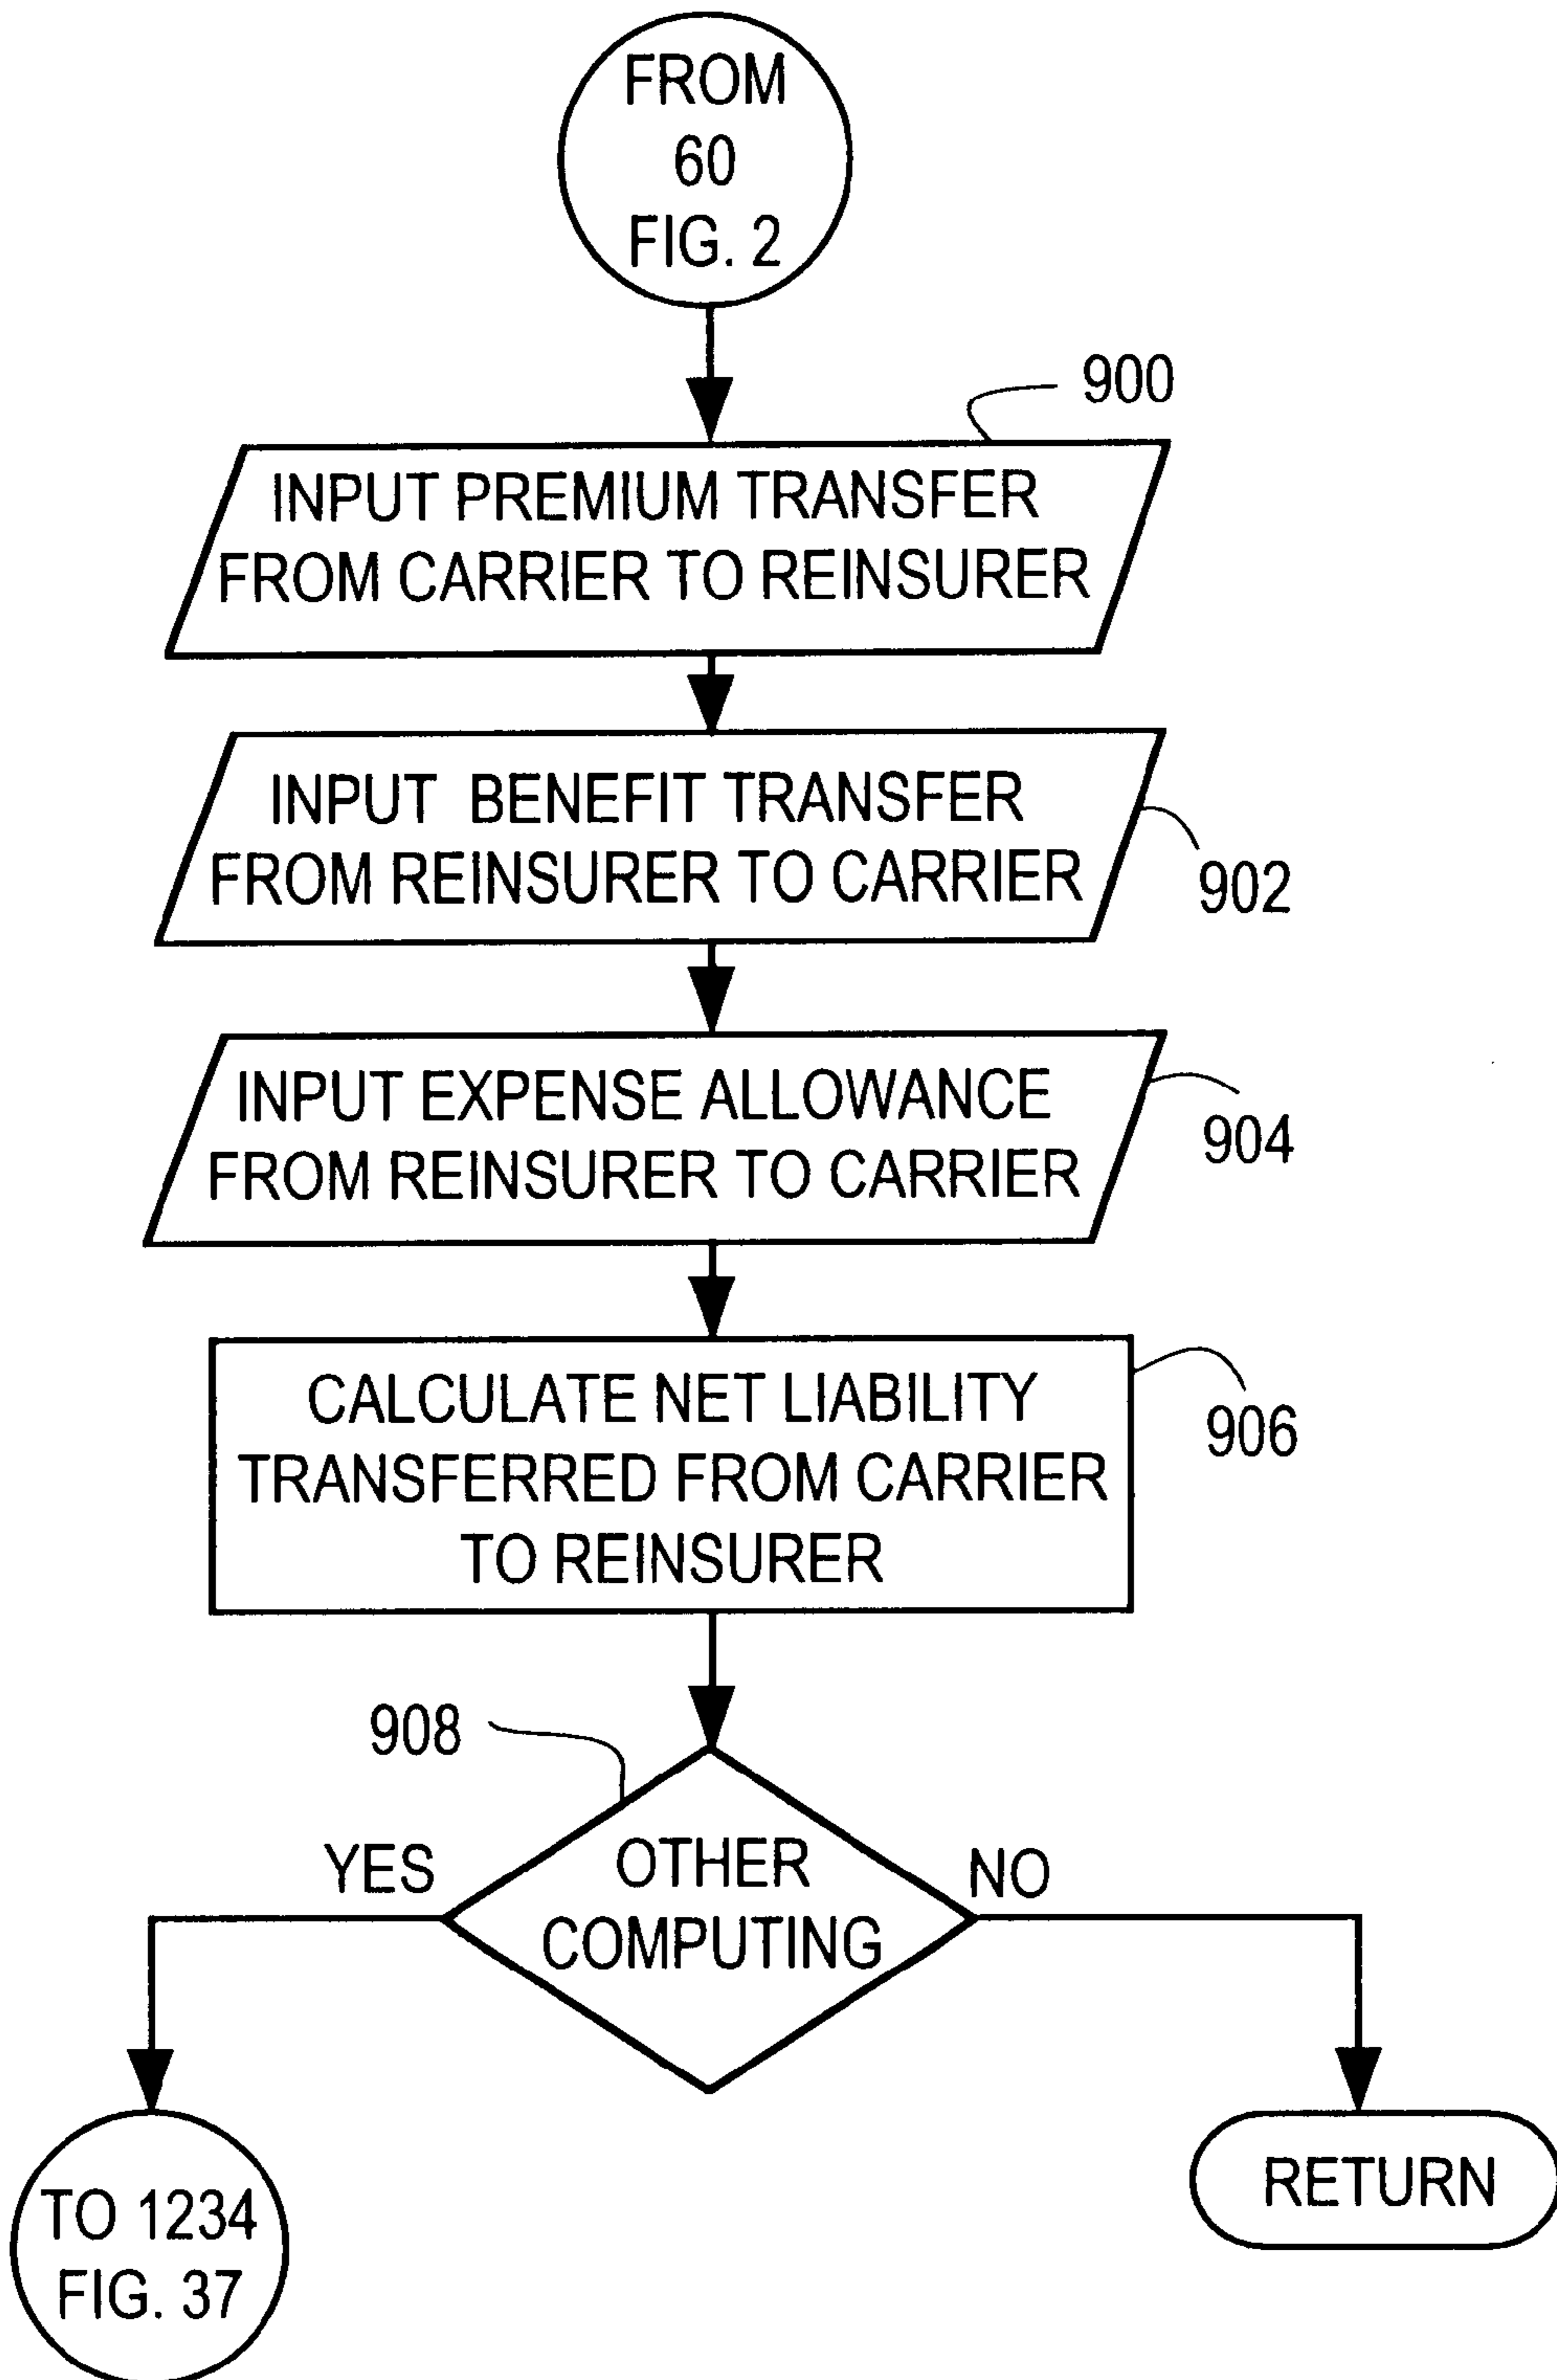 FROM
60
FIG. 2
900
INPUT PREMIUM TRANSFER
FROM CARRIER TO REINSURER
INPUT BENEFIT TRANSFER
FROM REINSURER TO CARRIER
902
INPUT EXPENSE ALLOWANCE
FROM REINSURER TO CARRIER
904
CALCULATE NET LIABILITY
TRANSFERRED FROM CARRIER
TO REINSURER
906
908
OTHER
COMPUTING
YES
NO
TO 1234
FIG. 37
RETURN